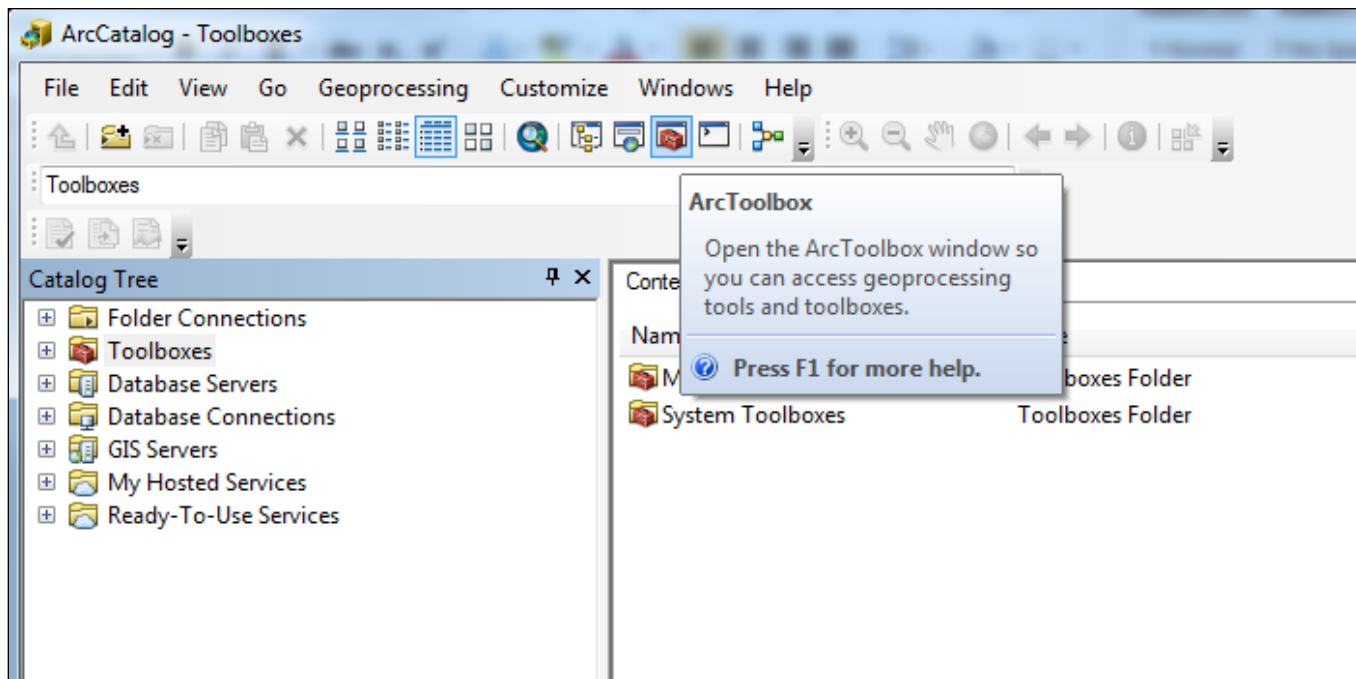 ArcCatalog - Toolboxes
File Edit View Go Geoprocessing Customize Windows Help
Toolboxes
ArcToolbox
Open the ArcToolbox window so
you can access geoprocessing
tools and toolboxes.
Press F1 for more help.
Catalog Tree
Folder Connections
Toolboxes
Database Servers
Database Connections
GIS Servers
My Hosted Services
Ready-To-Use Services
Conte
Nam
M boxes Folder
System Toolboxes Toolboxes Folder